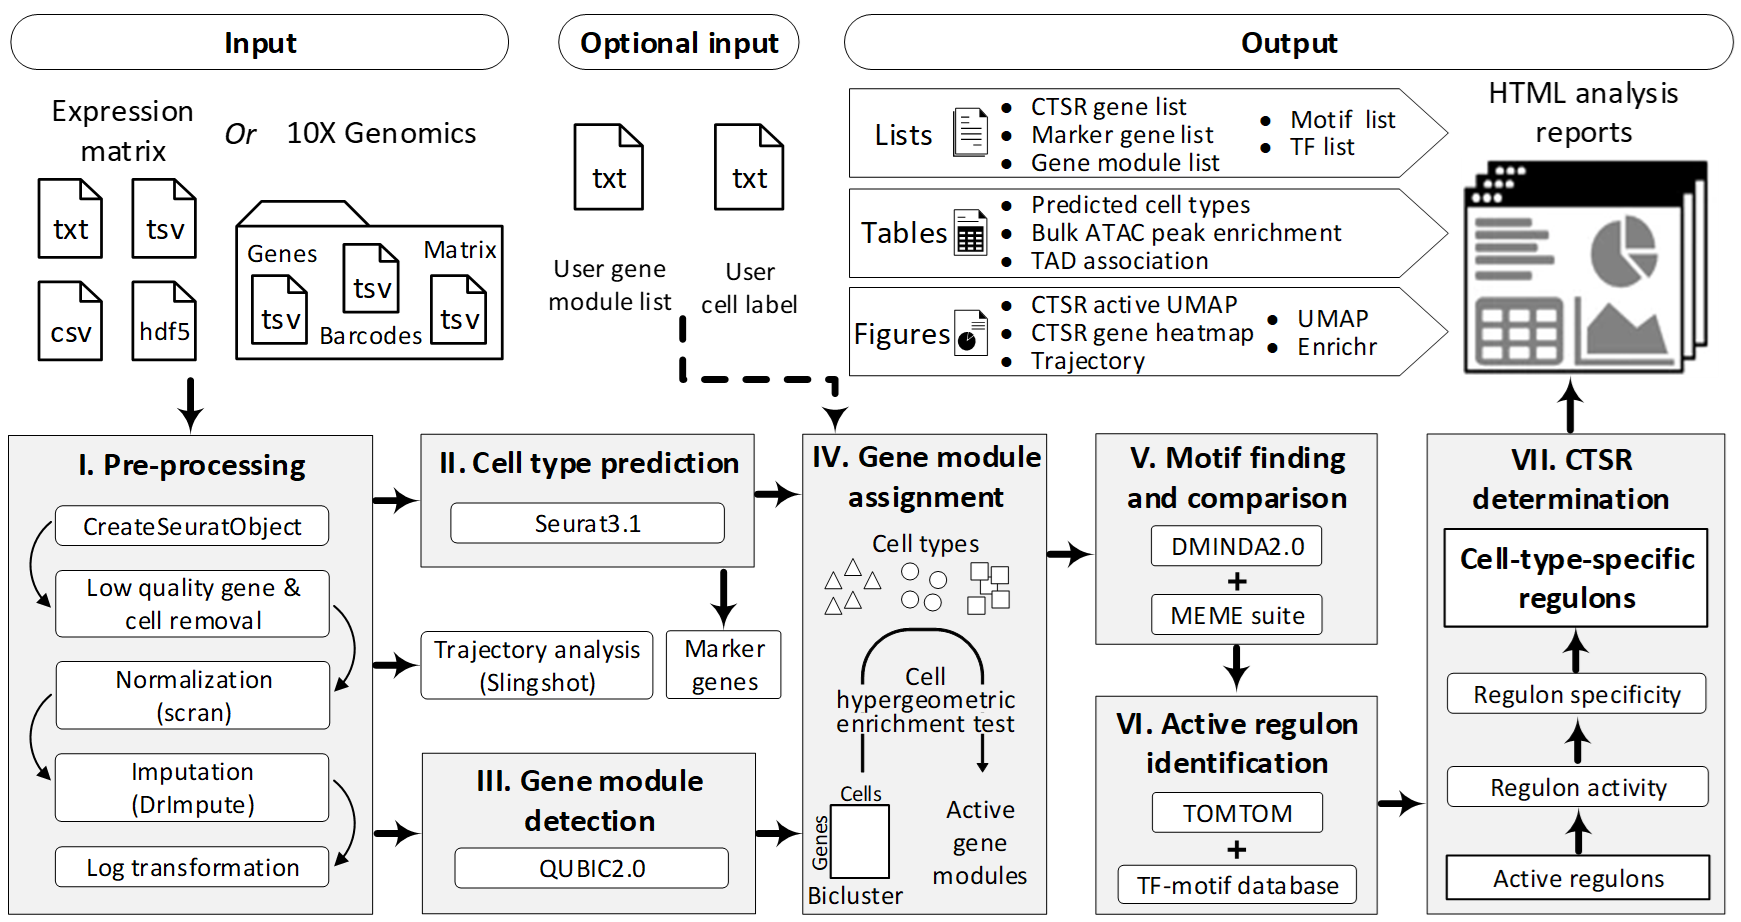 Input
Optional input
Output
Expression
matrix
Or
10X Genomics
txt
tsv
csv
hdf5
Genes
Matrix
tsv
tsv
tsv
Barcodes
txt
txt
User gene
module list
User
cell label
Lists
• CTSR gene list
• Marker gene list
• Gene module list
• Motif list
• TF list
Tables
• Predicted cell types
• Bulk ATAC peak enrichment
• TAD association
Figures
• CTSR active UMAP
• CTSR gene heatmap
• Trajectory
• UMAP
• Enrichr
HTML analysis
reports
I. Pre-processing
CreateSeuratObject
Low quality gene &
cell removal
Normalization
(scran)
Imputation
(DrImpute)
Log transformation
II. Cell type prediction
Seurat3.1
Trajectory analysis
(Slingshot)
Marker
genes
III. Gene module
detection
QUBIC2.0
IV. Gene module
assignment
Cell types
Cell
hypergeometric
enrichment test
Cells
Genes
Bicluster
Active
gene
modules
V. Motif finding
and comparison
DMINDA2.0
+
MEME suite
VI. Active regulon
identification
TOMTOM
+
TF-motif database
VII. CTSR
determination
Cell-type-specific
regulons
Regulon specificity
Regulon activity
Active regulons